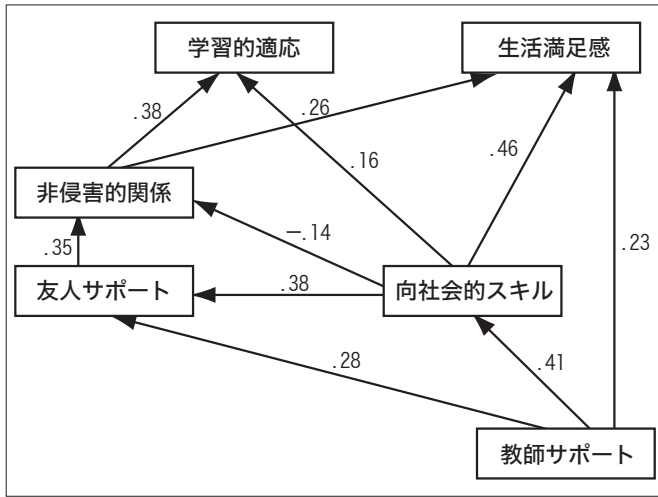 学習的適応
生活満足感
.38
.26
.16
.46
非侵害的関係
−.14
.35
.23
友人サポート
.38
向社会的スキル
.28
.41
教師サポート